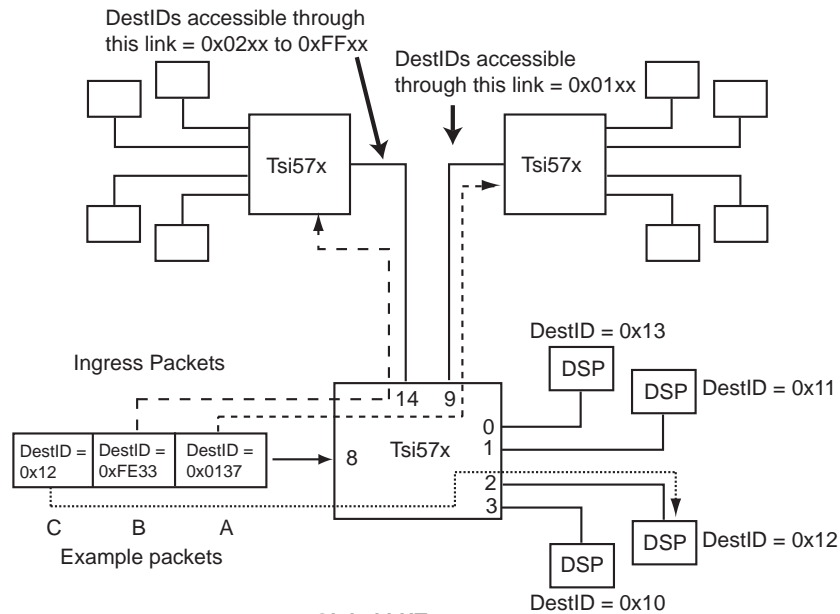 DestIDs accessible through
this link = 0x02xx to 0xFFxx
DestIDs accessible
through this link = 0x01xx
Tsi57x
Tsi57x
DestID = 0x13
Ingress Packets
DSP
DSP
DestID = 0x11
14
9
0
1
DestID =
0x12
DestID =
0xFE33
DestID =
0x0137
8
Tsi57x
2
3
C
B
A
Example packets
DSP
DestID = 0x12
DSP
DestID = 0x10